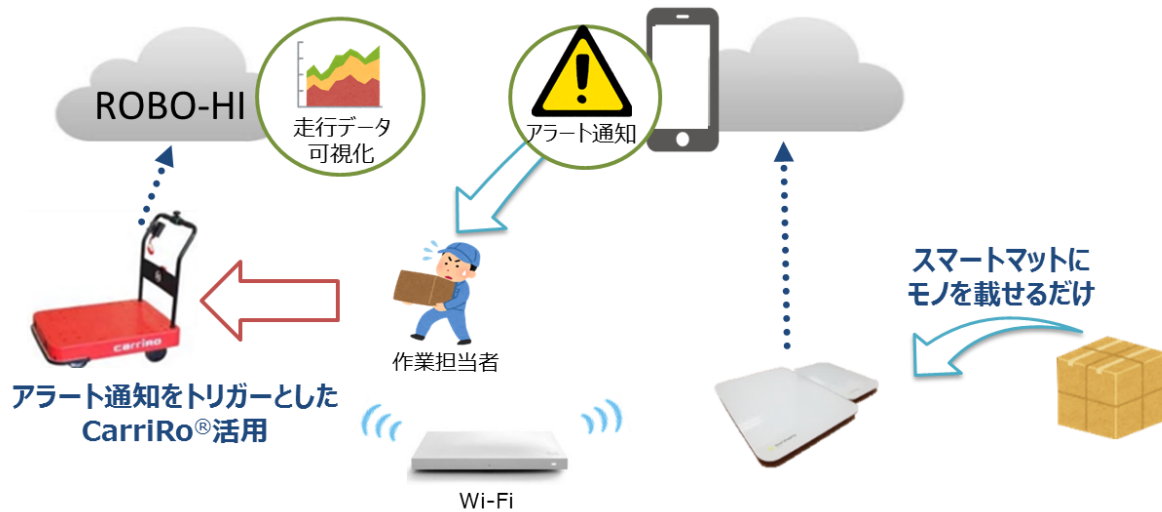 ROBO-HI
走行データ
可視化
アラート通知
スマートマットに
モノを載せるだけ
作業担当者
CarriRo
アラート通知をトリガーとした
CarriRo®活用
Wi-Fi